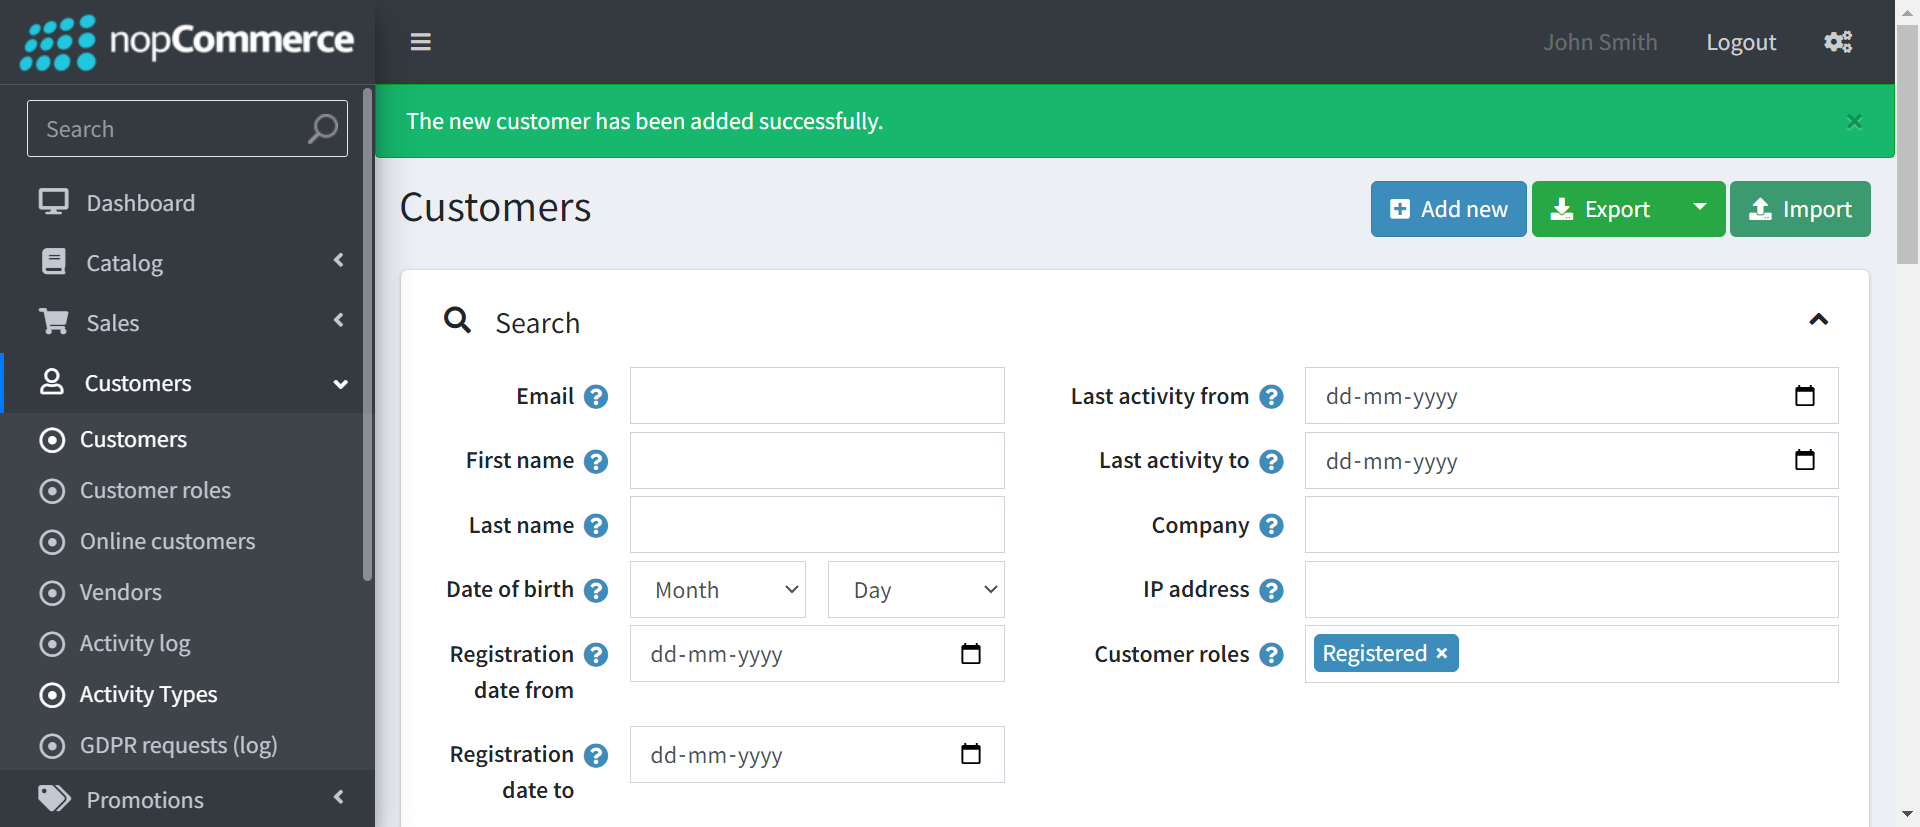 nopCommerce
John Smith
Logout
Search
The new customer has been added successfully.
Dashboard
Catalog
Sales
Customers
Customers
Customer roles
Online customers
Vendors
Activity log
Activity Types
GDPR requests (log)
Promotions
Customers
Add new
Export
Import
Search
Email ?
Last activity from ? dd-mm-yyyy
First name ?
Last activity to ? dd-mm-yyyy
Last name ?
Company ?
Date of birth ? Month Day
IP address ?
Registration date from ? dd-mm-yyyy
Customer roles ? Registered ×
Registration date to ? dd-mm-yyyy